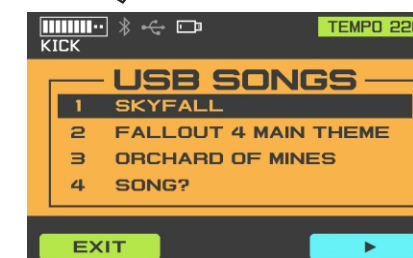 TEMPO 22
KICK
USB SONGS
1 SKYFALL
2 FALLOUT 4 MAIN THEME
3 ORCHARD OF MINES
4 SONG?
EXIT